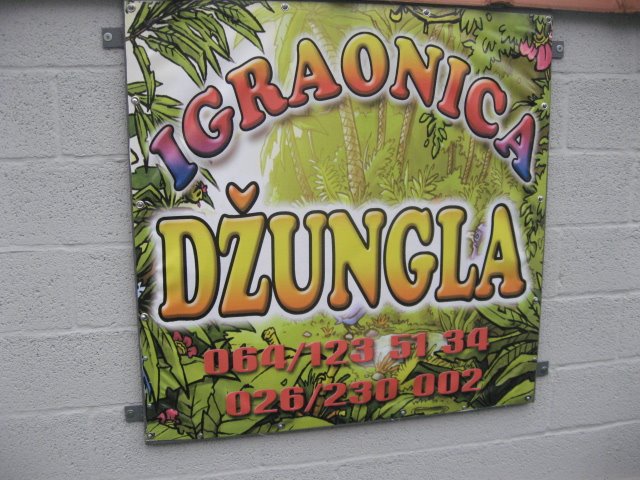 IGRAONICA
DŽUNGLA
064/123 51 34
026/230 002